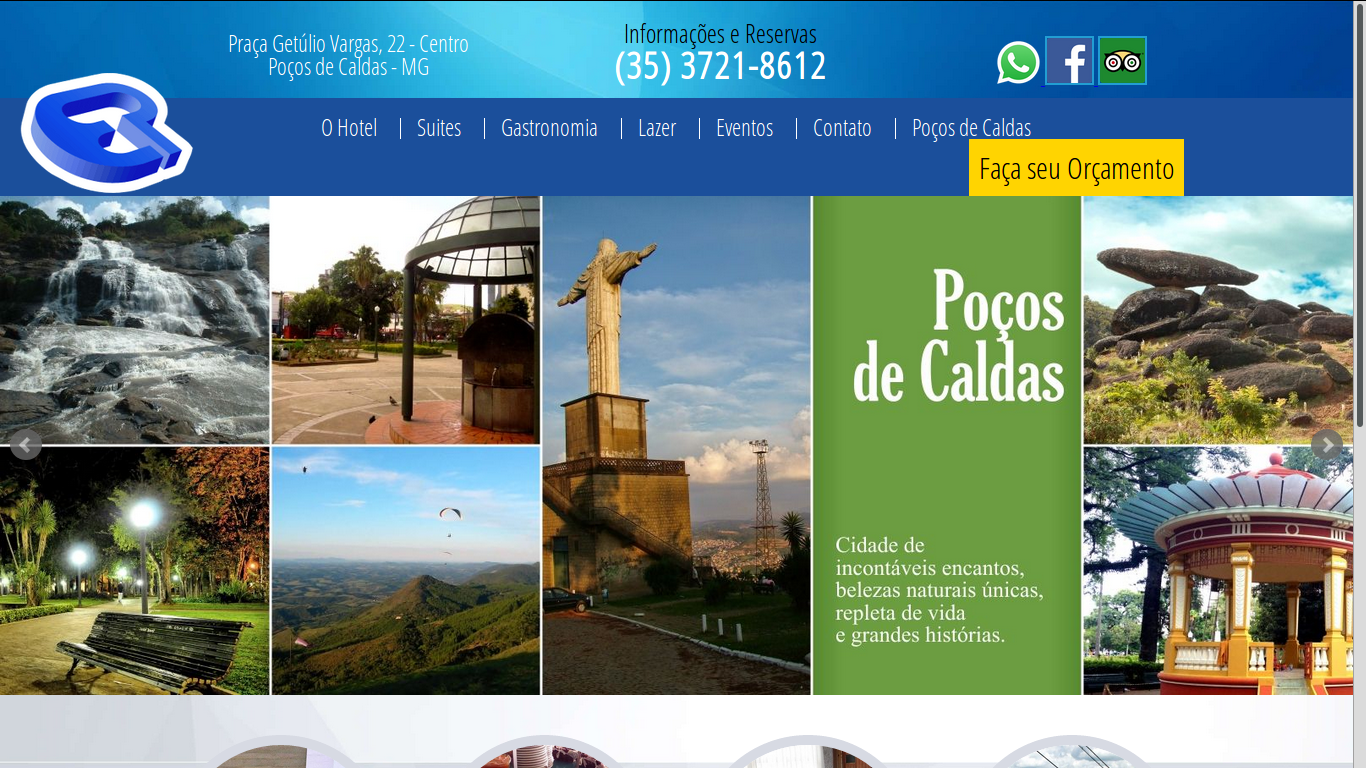 Praça Getúlio Vargas, 22 - Centro
Poços de Caldas - MG
Informações e Reservas
(35) 3721-8612
O Hotel
Suites
Gastronomia
Lazer
Eventos
Contato
Poços de Caldas
Faça seu Orçamento
Poços
de Caldas
Cidade de
incontáveis encantos,
belezas naturais únicas,
repleta de vida
e grandes histórias.